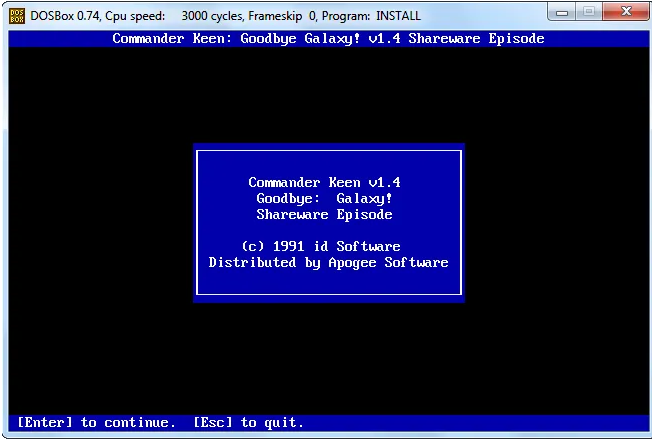 DOSBox 0.74, Cpu speed: 3000 cycles, Frameskip 0, Program: INSTALL
Commander Keen: Goodbye Galaxy! v1.4 Shareware Episode
Commander Keen v1.4
Goodbye: Galaxy!
Shareware Episode
(c) 1991 id Software
Distributed by Apogee Software
[Enter] to continue. [Esc] to quit.